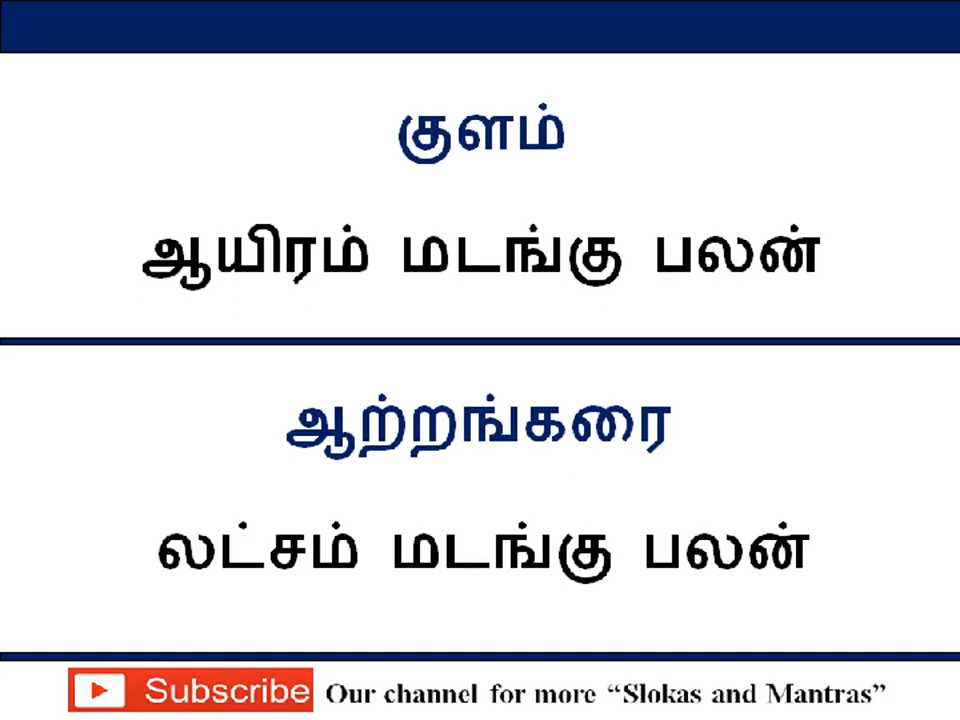 குளம்
ஆயிரம் மடங்கு பலன்
ஆற்றங்கரை
லட்சம் மடங்கு பலன்
Subscribe Our channel for more “Slokas and Mantras”